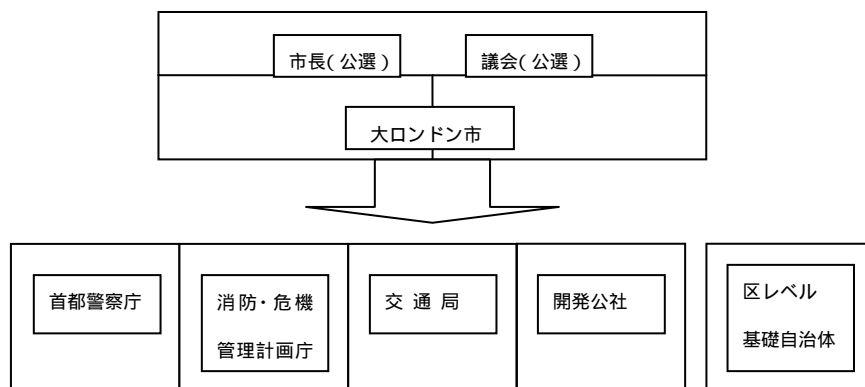 市長(公選)
議会(公選)
大ロンドン市
首都警察庁
消防・危機
管理計画庁
交通局
開発公社
区レベル
基礎自治体